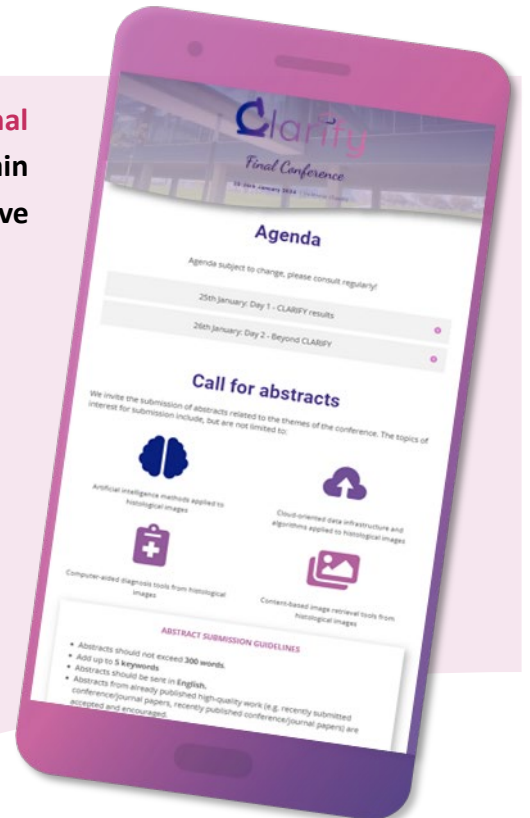 nal
ain
ve
Clarify
Final Conference
Agenda
Agenda subject to change, please consult regularly!
25th January: Day 1 - CLARIFY results
26th January: Day 2 - Beyond CLARIFY
Call for abstracts
We invite the submission of abstracts related to the themes of the conference. The topics of
interest for submission include, but are not limited to:
Artificial intelligence methods applied to
histological images
Cloud-oriented data infrastructure and
algorithms applied to histological images
Computer-aided diagnosis tools from histological
images
Content-based image retrieval tools from
histological images
ABSTRACT SUBMISSION GUIDELINES
• Abstracts should not exceed 300 words.
• Add up to 5 keywords
• Abstracts should be sent in English.
• Abstracts from already published high-quality work (e.g. recently submitted
conference/journal papers, recently published conference/journal papers) are
accepted and encouraged.